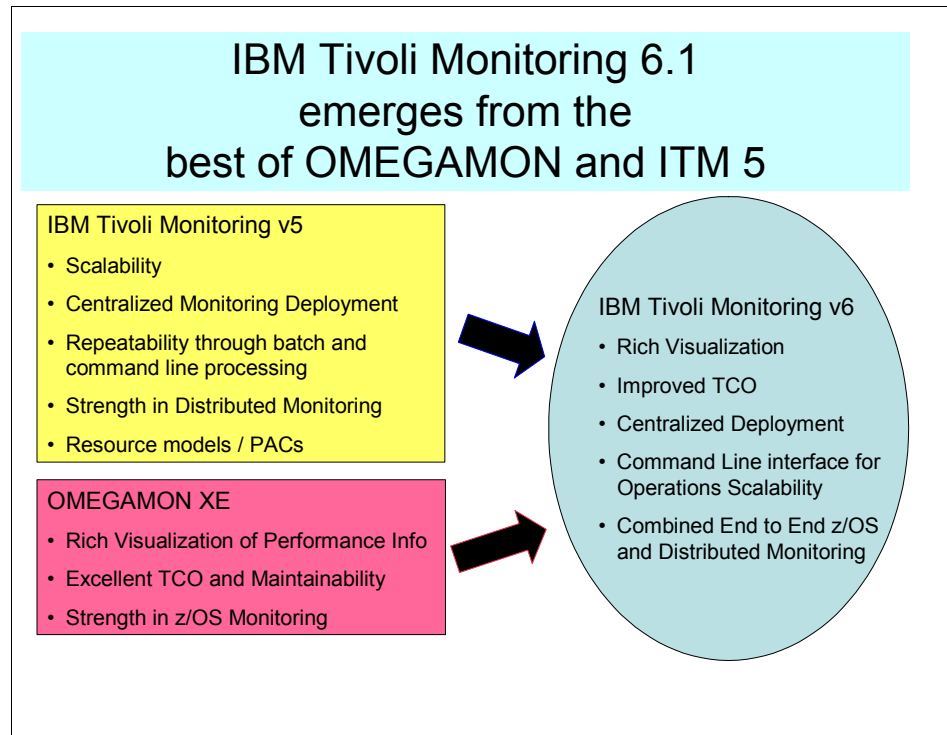 IBM Tivoli Monitoring 6.1
emerges from the
best of OMEGAMON and ITM 5
IBM Tivoli Monitoring v5
• Scalability
• Centralized Monitoring Deployment
• Repeatability through batch and
command line processing
• Strength in Distributed Monitoring
• Resource models / PACs
OMEGAMON XE
• Rich Visualization of Performance Info
• Excellent TCO and Maintainability
• Strength in z/OS Monitoring
IBM Tivoli Monitoring v6
• Rich Visualization
• Improved TCO
• Centralized Deployment
• Command Line interface for
Operations Scalability
• Combined End to End z/OS
and Distributed Monitoring